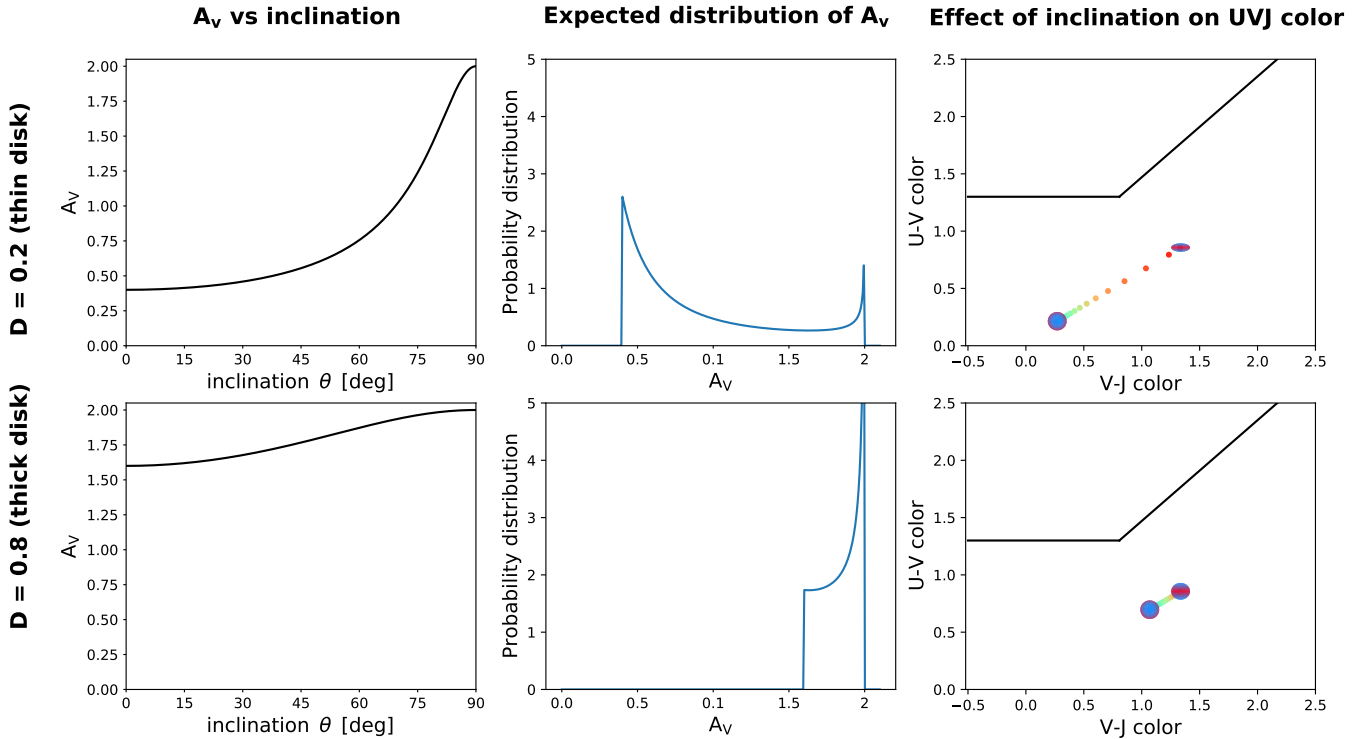 Aᵥ vs inclination
Expected distribution of Aᵥ
Effect of inclination on UVJ color
D = 0.2 (thin disk)
A_V
2.00
1.75
1.50
1.25
1.00
0.75
0.50
0.25
0.00
0 15 30 45 60 75 90
inclination θ [deg]
Probability distribution
5
4
3
2
1
0
0.0 0.5 0.1 1.5 2
A_V
U-V color
2.5
2.0
1.5
1.0
0.5
0.0
−0.5 0.0 0.5 1.0 1.5 2.0 2.5
V-J color
D = 0.8 (thick disk)
A_V
2.00
1.75
1.50
1.25
1.00
0.75
0.50
0.25
0.00
0 15 30 45 60 75 90
inclination θ [deg]
Probability distribution
5
4
3
2
1
0
0.0 0.5 0.1 1.5 2
A_V
U-V color
2.5
2.0
1.5
1.0
0.5
0.0
−0.5 0.0 0.5 1.0 1.5 2.0 2.5
V-J color